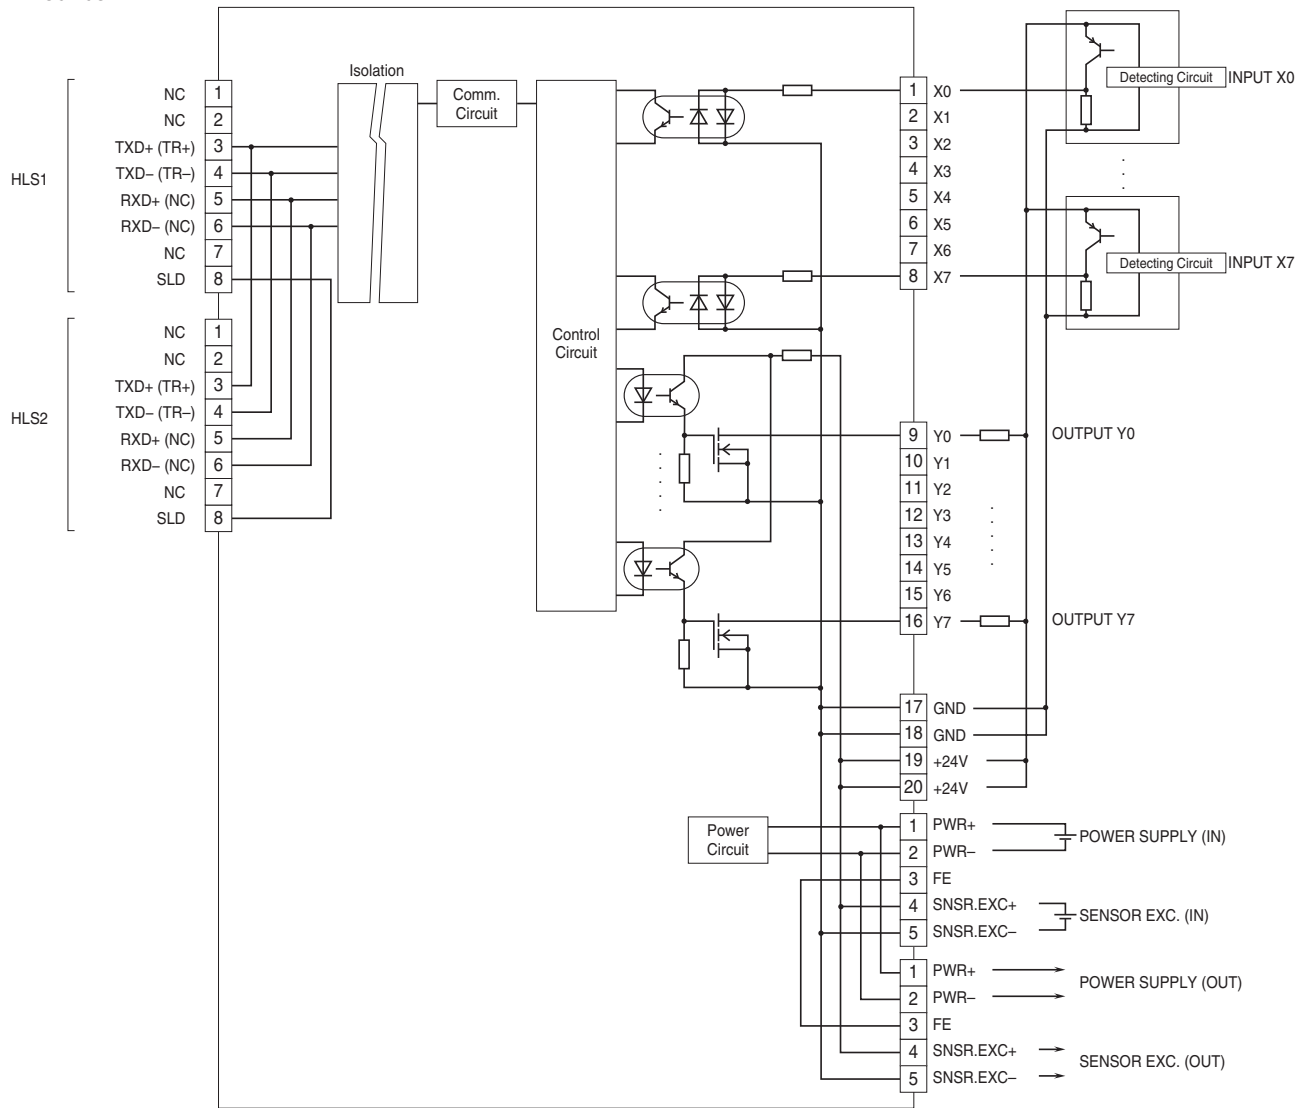 Isolation
HLS1
NC 1
NC 2
TXD+ (TR+) 3
TXD– (TR–) 4
RXD+ (NC) 5
RXD– (NC) 6
NC 7
SLD 8
HLS2
NC 1
NC 2
TXD+ (TR+) 3
TXD– (TR–) 4
RXD+ (NC) 5
RXD– (NC) 6
NC 7
SLD 8
Comm.
Circuit
Control
Circuit
Power
Circuit
1 X0
2 X1
3 X2
4 X3
5 X4
6 X5
7 X6
8 X7
Detecting Circuit INPUT X0
Detecting Circuit INPUT X7
9 Y0 OUTPUT Y0
10 Y1
11 Y2
12 Y3
13 Y4
14 Y5
15 Y6
16 Y7 OUTPUT Y7
17 GND
18 GND
19 +24V
20 +24V
1 PWR+
2 PWR–
POWER SUPPLY (IN)
3 FE
4 SNSR.EXC+
5 SNSR.EXC–
SENSOR EXC. (IN)
1 PWR+
2 PWR–
POWER SUPPLY (OUT)
3 FE
4 SNSR.EXC+
5 SNSR.EXC–
SENSOR EXC. (OUT)